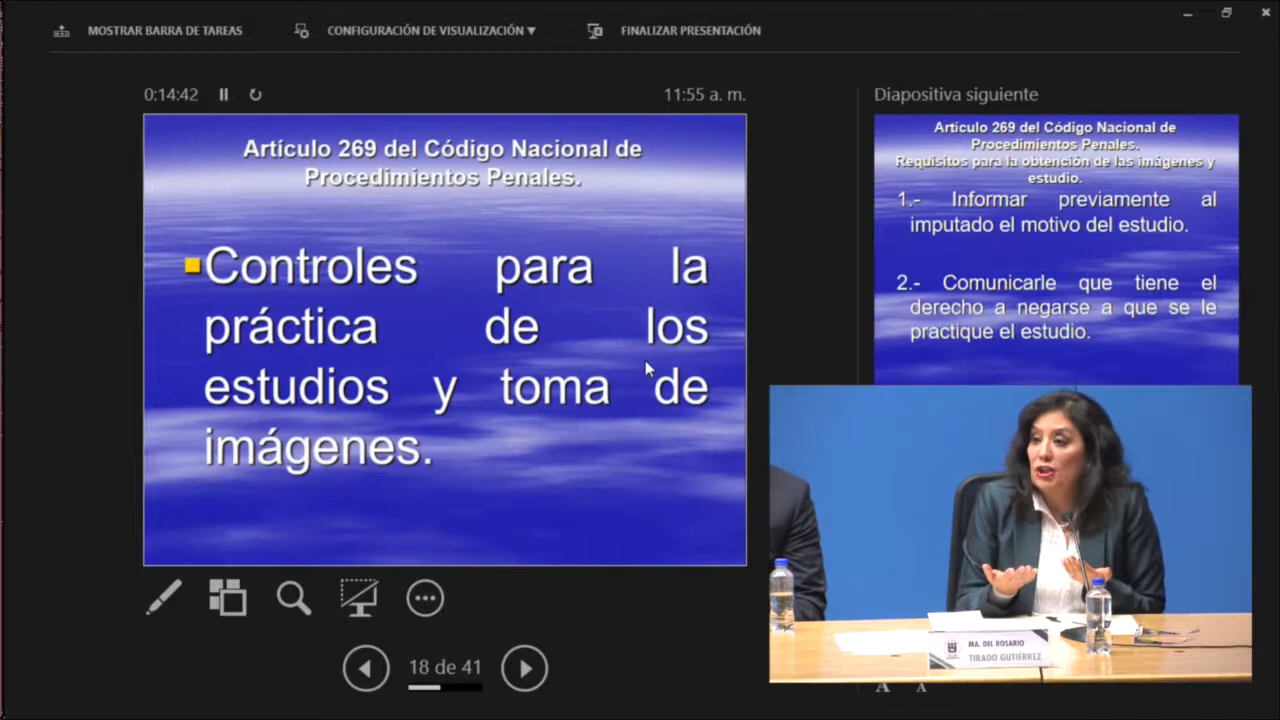 MOSTRAR BARRA DE TAREAS
CONFIGURACIÓN DE VISUALIZACIÓN ▼
FINALIZAR PRESENTACIÓN
0:14:42
11:55 a. m.
Artículo 269 del Código Nacional de
Procedimientos Penales.
Controles para la
práctica de los
estudios y toma de
imágenes.
18 de 41
Diapositiva siguiente
Artículo 269 del Código Nacional de
Procedimientos Penales.
Requisitos para la obtención de las imágenes y
estudio.
1.- Informar previamente al
imputado el motivo del estudio.
2.- Comunicarle que tiene el
derecho a negarse a que se le
practique el estudio.
MA. DEL ROSARIO
TIRADO GUTIÉRREZ
A A